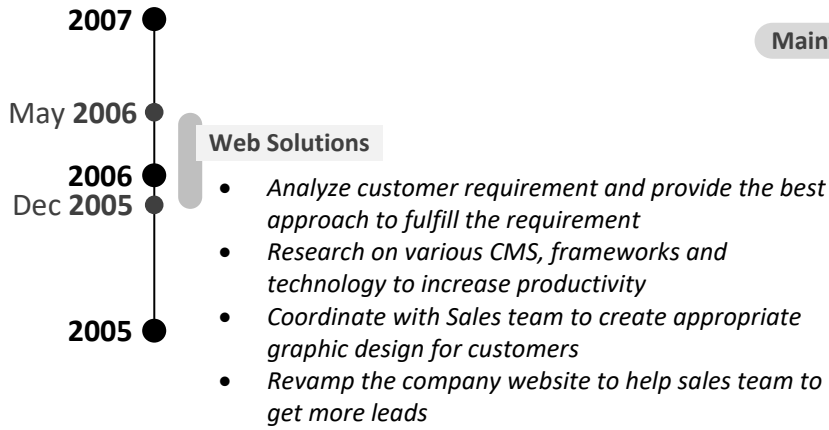 2007
Main
May 2006
Web Solutions
2006
Dec 2005
• Analyze customer requirement and provide the best
approach to fulfill the requirement
• Research on various CMS, frameworks and
technology to increase productivity
• Coordinate with Sales team to create appropriate
graphic design for customers
2005
• Revamp the company website to help sales team to
get more leads